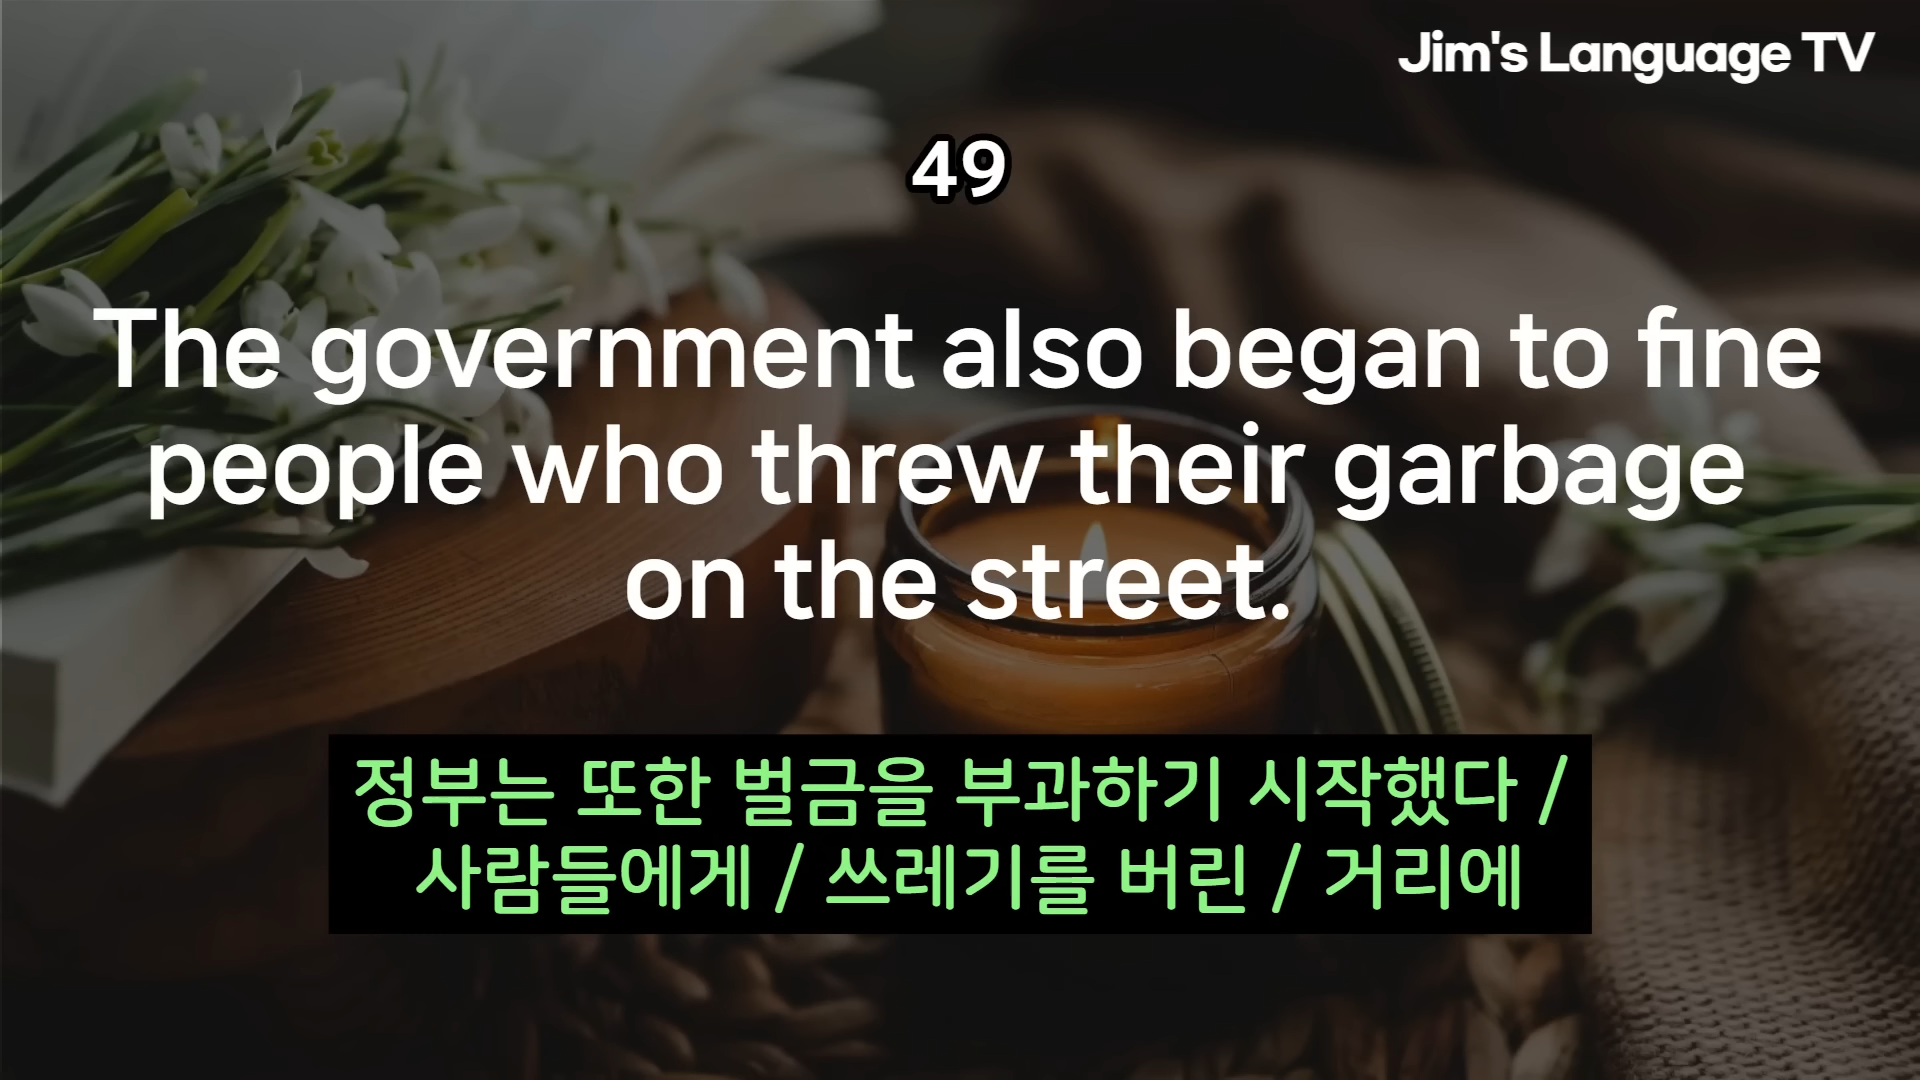 Jim's Language TV
49
The government also began to fine
people who threw their garbage
on the street.
정부는 또한 벌금을 부과하기 시작했다 /
사람들에게 / 쓰레기를 버린 / 거리에